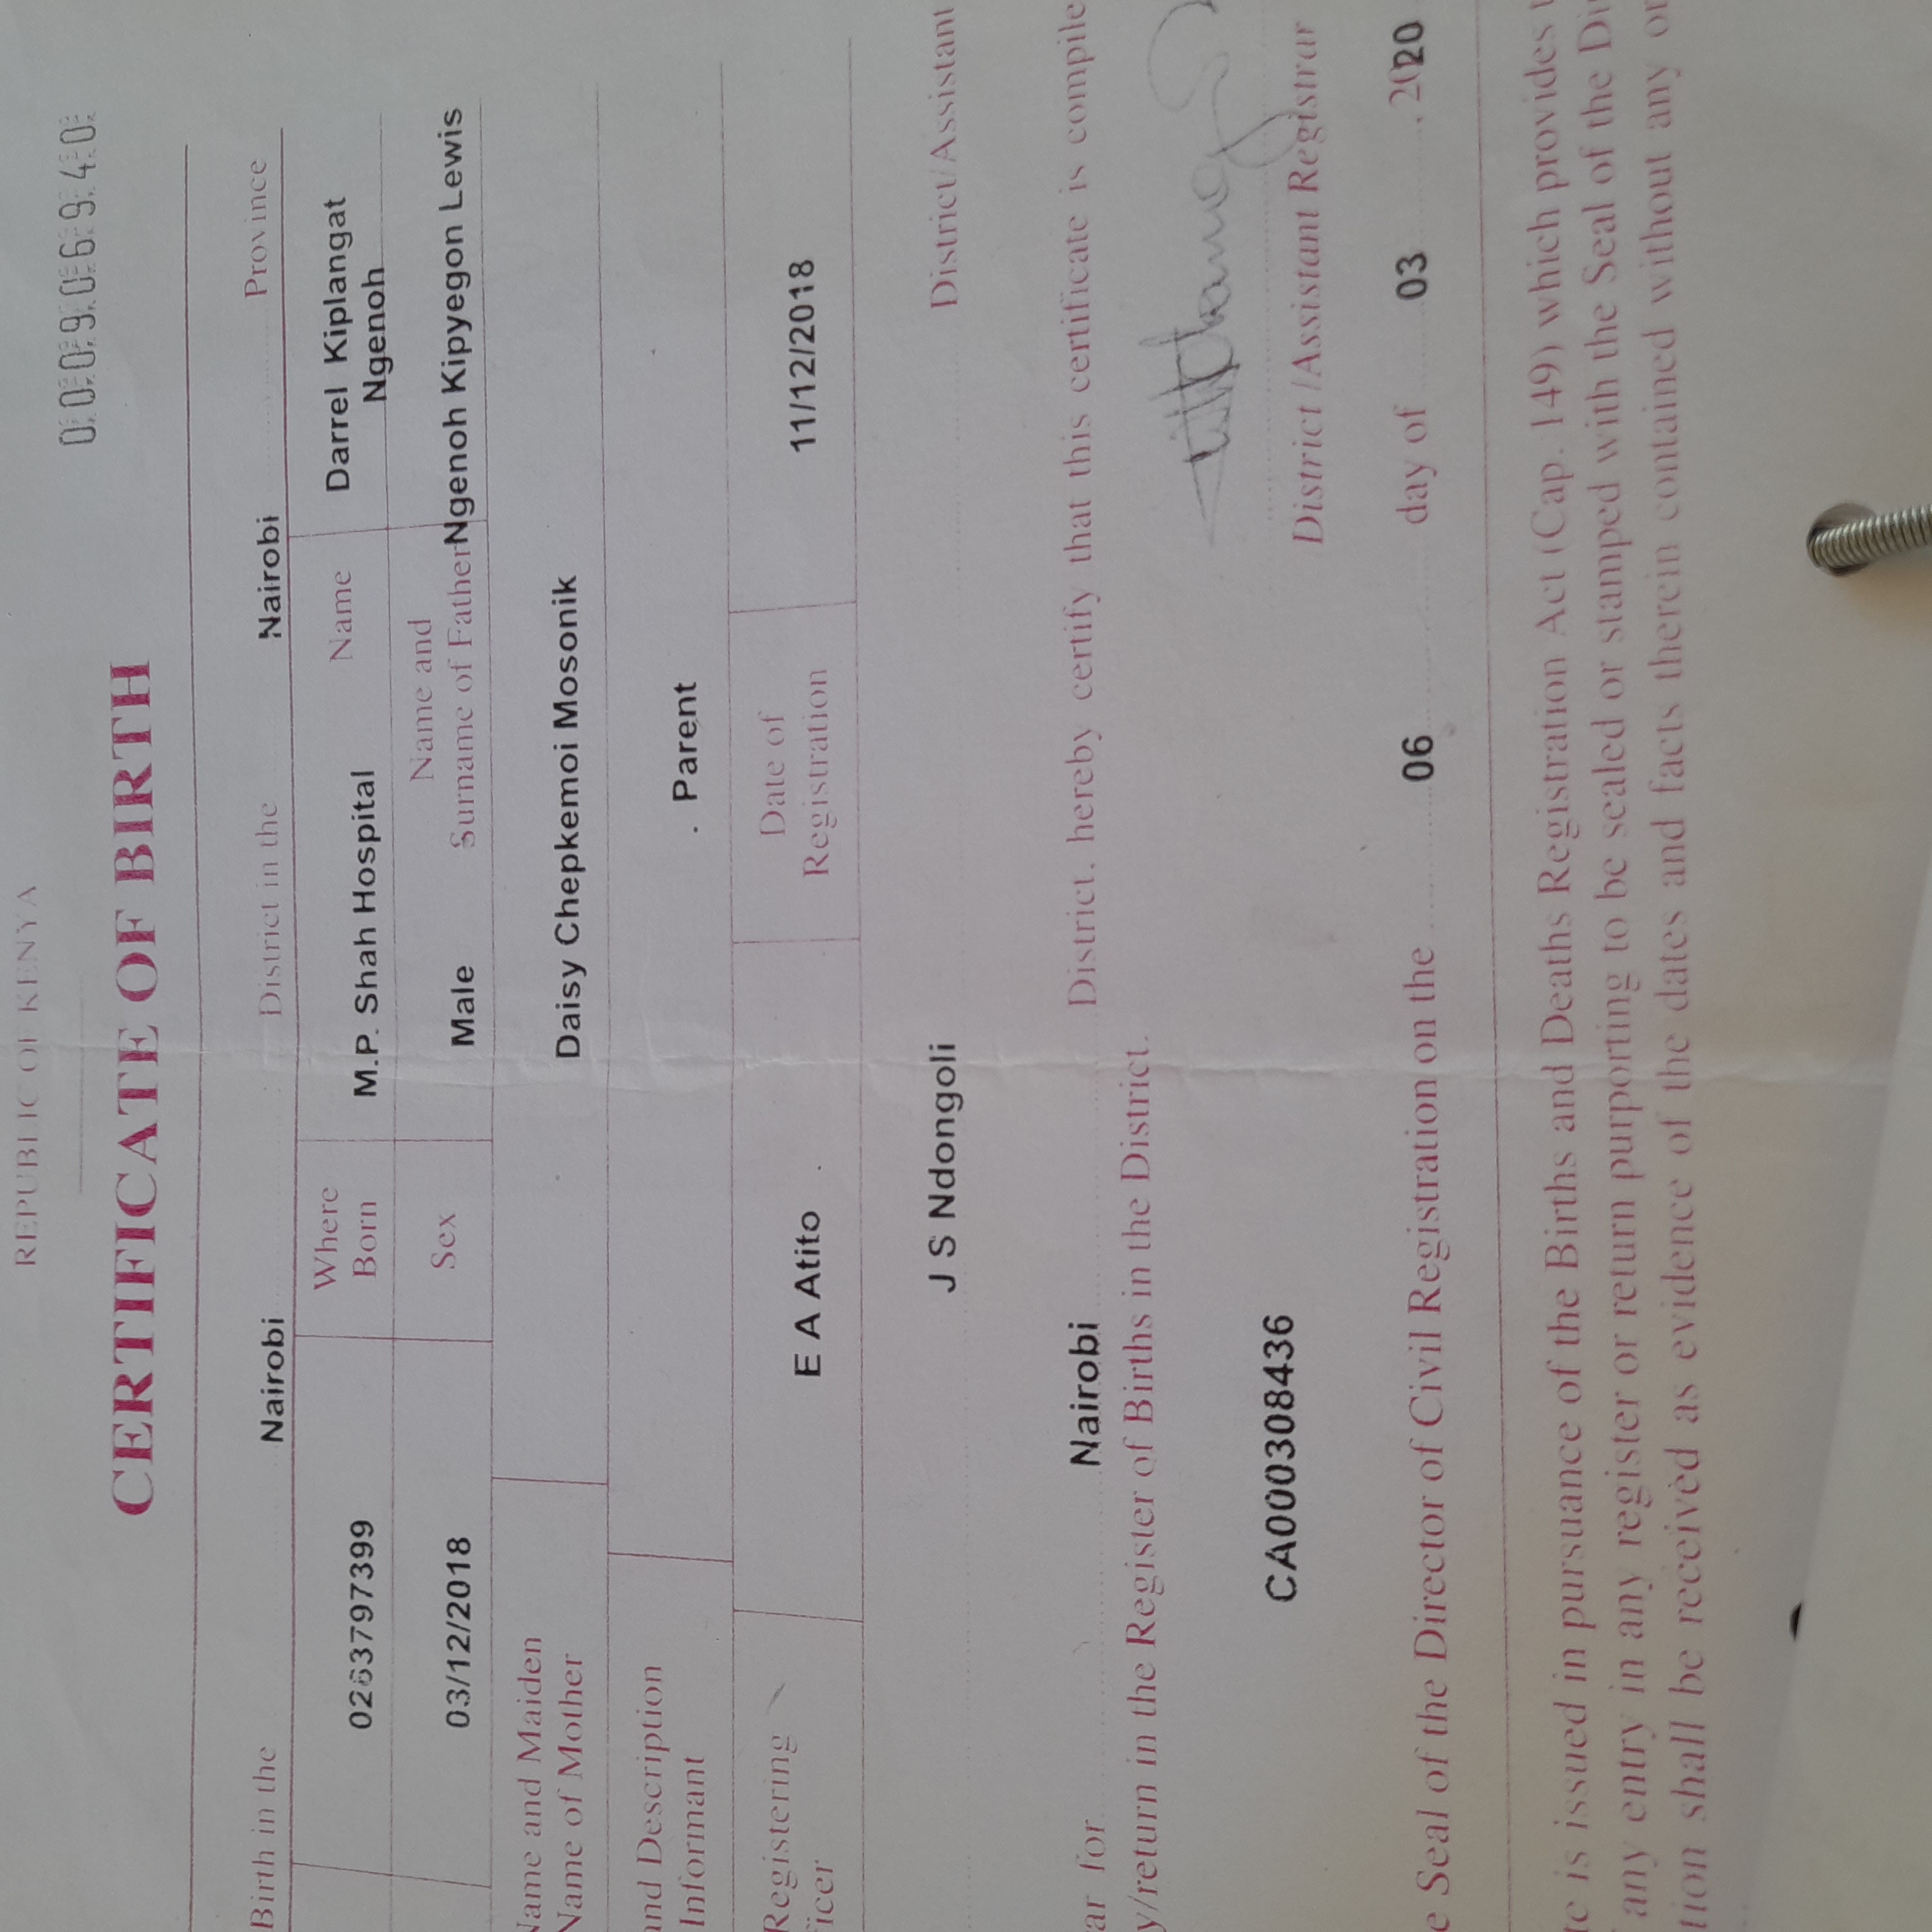 REPUBLIC OF KENYA
000906940
CERTIFICATE OF BIRTH
Birth in the Nairobi District in the Nairobi Province
0263797399 Where Born M.P. Shah Hospital Name Darrel Kiplangat Ngenoh
03/12/2018 Sex Male Name and Surname of Father Ngenoh Kipyegon Lewis
Name and Maiden Name of Mother Daisy Chepkemoi Mosonik
and Description Informant Parent
Registering E A Atito Date of Registration 11/12/2018
J S Ndongoli District/Assistant
for Nairobi District, hereby certify that this certificate is
/return in the Register of Births in the District.
CA000308436
District /Assistant Registrar
Seal of the Director of Civil Registration on the 06 day of 03 , 2020
is issued in pursuance of the Births and Deaths Registration Act (Cap. 149) which provides
any entry in any register or return purporting to be sealed or stamped with the Seal of the
shall be received as evidence of the dates and facts therein contained without any